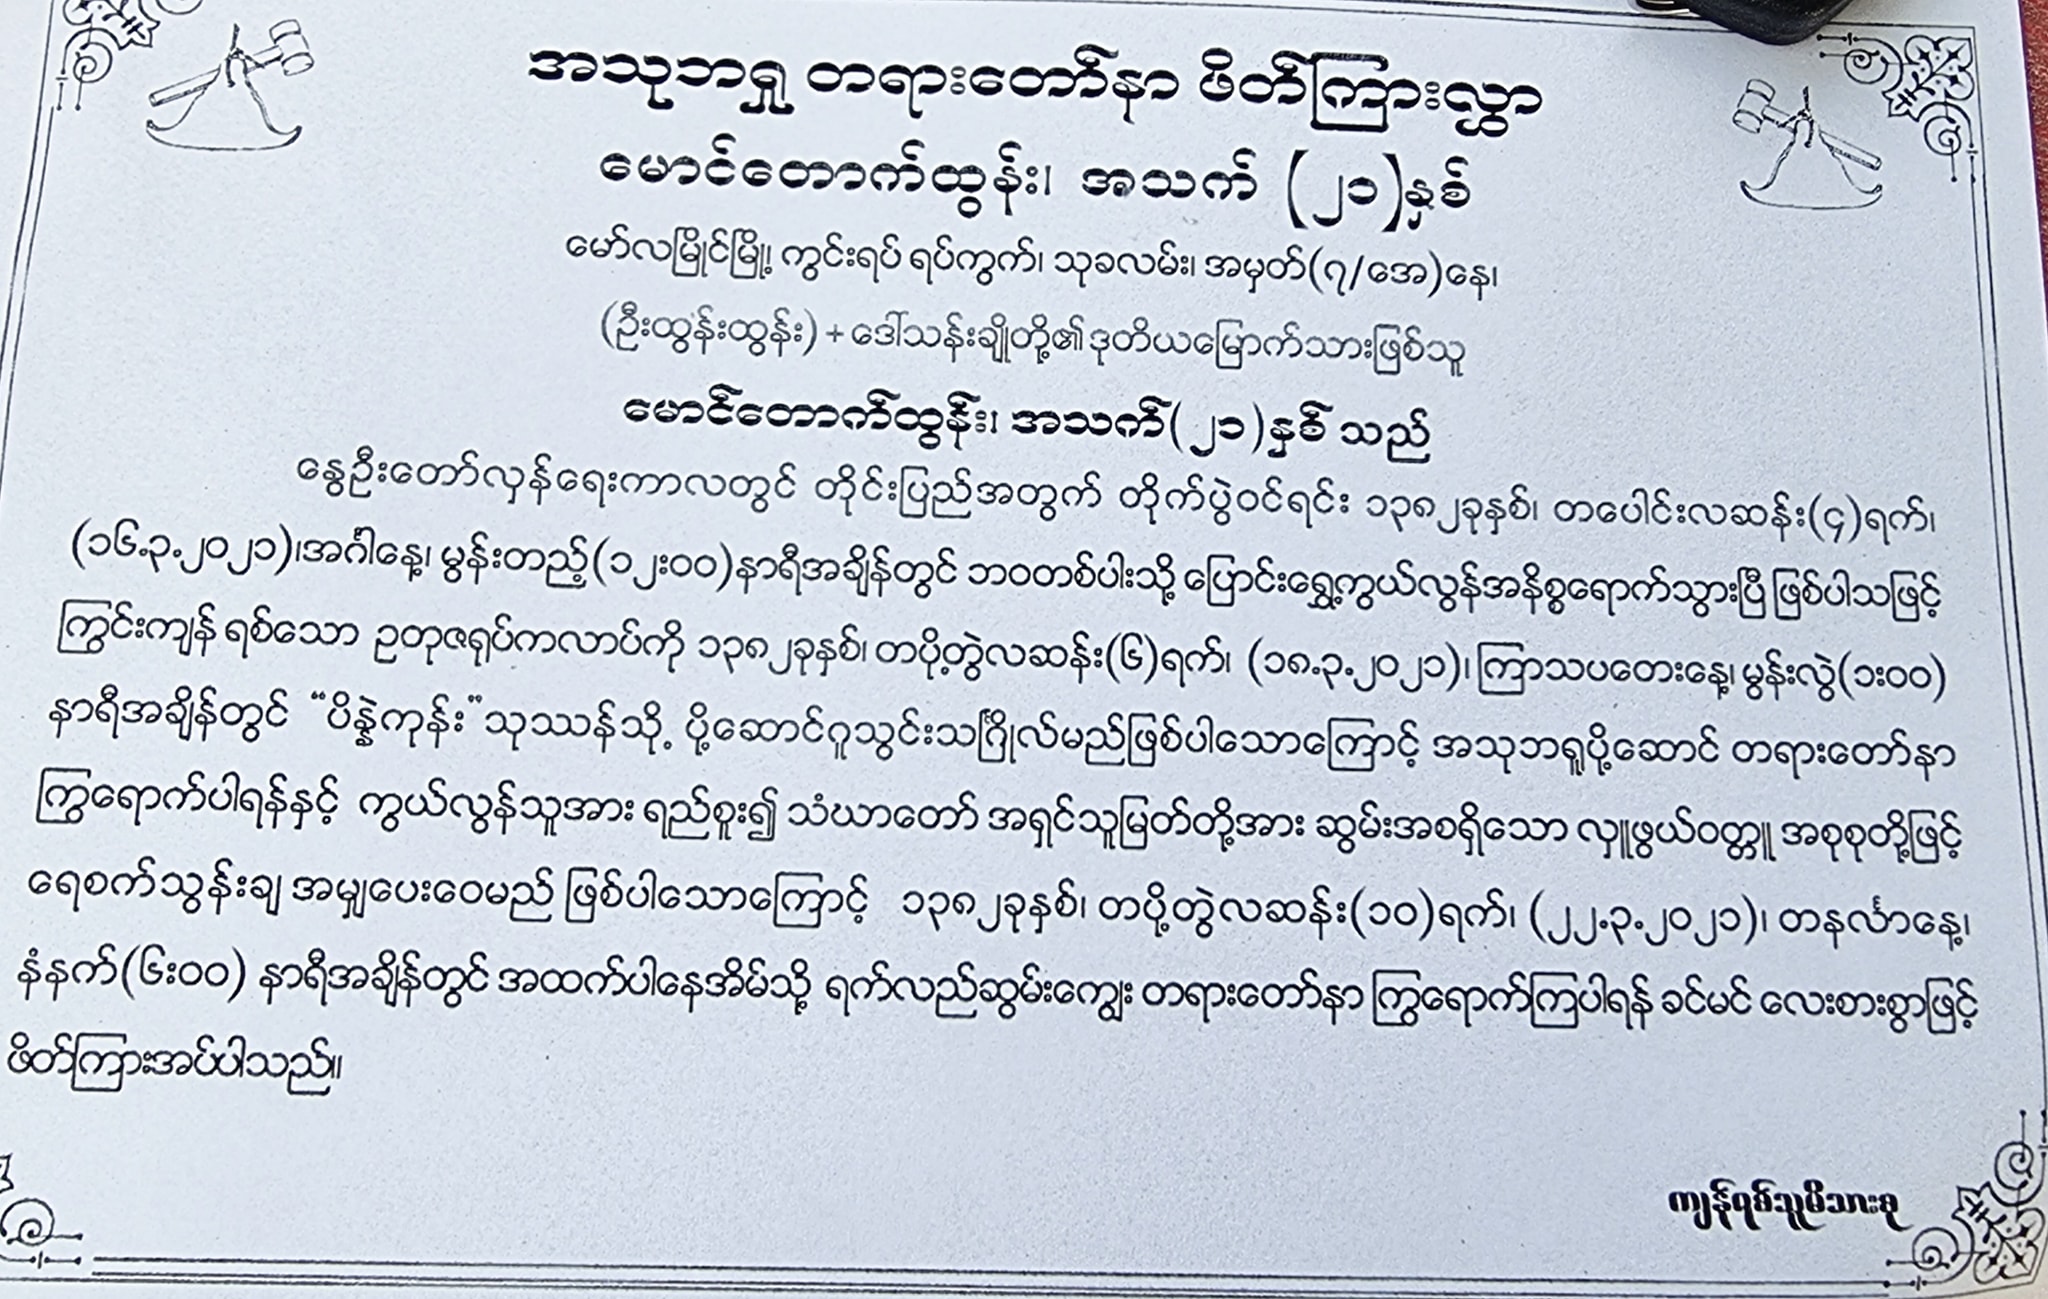 အသုဘရှု တရားတော်နာ ဖိတ်ကြားလွှာ
မောင်တောက်ထွန်း၊ အသက် (၂၁)နှစ်
မော်လမြိုင်မြို့၊ ကွင်းရပ် ရပ်ကွက်၊ သုခလမ်း၊ အမှတ်(၇/အေ)နေ၊
(ဦးထွန်းထွန်း) + ဒေါ်သန်းချိုတို့၏ ဒုတိယမြောက်သားဖြစ်သူ
မောင်တောက်ထွန်း၊ အသက်(၂၁)နှစ် သည်
နွေဦးတော်လှန်ရေးကာလတွင် တိုင်းပြည်အတွက် တိုက်ပွဲဝင်ရင်း ၁၃၈၂ခုနှစ်၊ တပေါင်းလဆန်း(၄)ရက်၊
(၁၆.၃.၂၀၂၁)၊အင်္ဂါနေ့၊ မွန်းတည့်(၁၂း၀၀)နာရီအချိန်တွင် ဘဝတစ်ပါးသို့ ပြောင်းရွှေ့ကွယ်လွန်အနိစ္စရောက်သွားပြီ ဖြစ်ပါသဖြင့်
ကြွင်းကျန် ရစ်သော ဥတုဇရုပ်ကလာပ်ကို ၁၃၈၂ခုနှစ်၊ တပို့တွဲလဆန်း(၆)ရက်၊ (၁၈.၃.၂၀၂၁)၊ ကြာသပတေးနေ့၊ မွန်းလွဲ(၁း၀၀)
နာရီအချိန်တွင် “ပိန္နဲကုန်း”သုဿန်သို့ ပို့ဆောင်ဂူသွင်းသင်္ဂြိုလ်မည်ဖြစ်ပါသောကြောင့် အသုဘရှုပို့ဆောင် တရားတော်နာ
ကြွရောက်ပါရန်နှင့် ကွယ်လွန်သူအား ရည်စူး၍ သံဃာတော် အရှင်သူမြတ်တို့အား ဆွမ်းအစရှိသော လှူဖွယ်ဝတ္ထု အစုစုတို့ဖြင့်
ရေစက်သွန်းချ အမျှပေးဝေမည် ဖြစ်ပါသောကြောင့် ၁၃၈၂ခုနှစ်၊ တပို့တွဲလဆန်း(၁၀)ရက်၊ (၂၂.၃.၂၀၂၁)၊ တနင်္လာနေ့၊
နံနက်(၆း၀၀) နာရီအချိန်တွင် အထက်ပါနေအိမ်သို့ ရက်လည်ဆွမ်းကျွေး တရားတော်နာ ကြွရောက်ကြပါရန် ခင်မင် လေးစားစွာဖြင့်
ဖိတ်ကြားအပ်ပါသည်။
ကျန်ရစ်သူမိသားစု